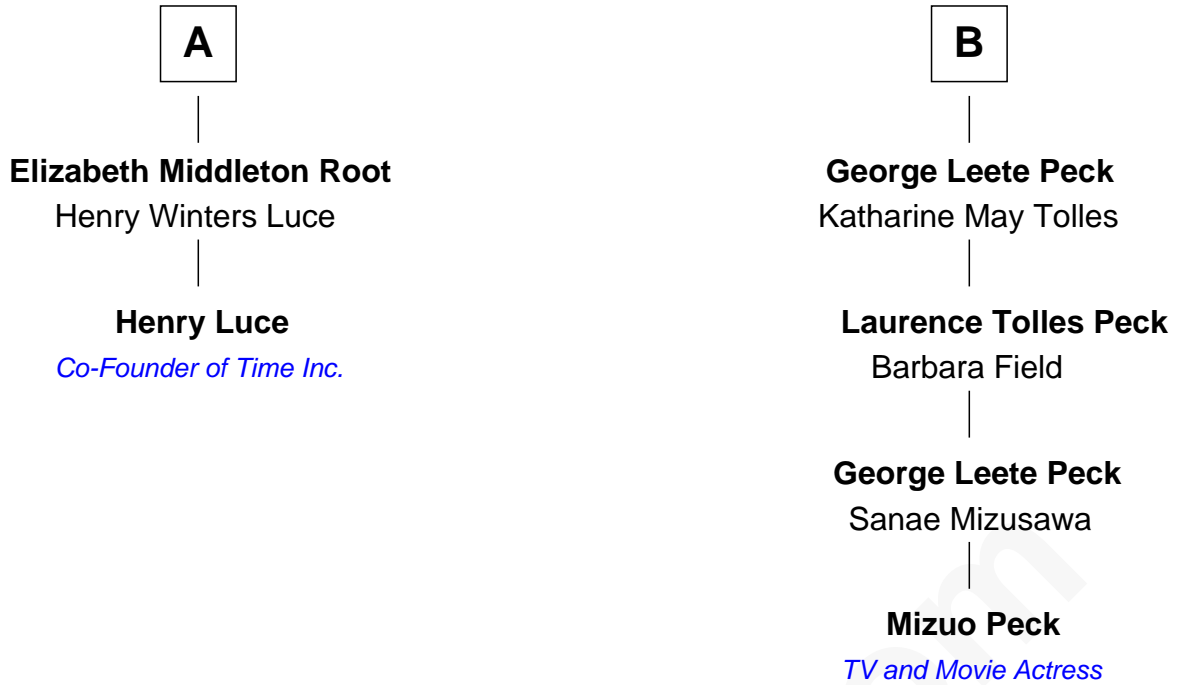 A
Elizabeth Middleton Root
Henry Winters Luce
Henry Luce
Co-Founder of Time Inc.
B
George Leete Peck
Katharine May Tolles
Laurence Tolles Peck
Barbara Field
George Leete Peck
Sanae Mizusawa
Mizuo Peck
TV and Movie Actress